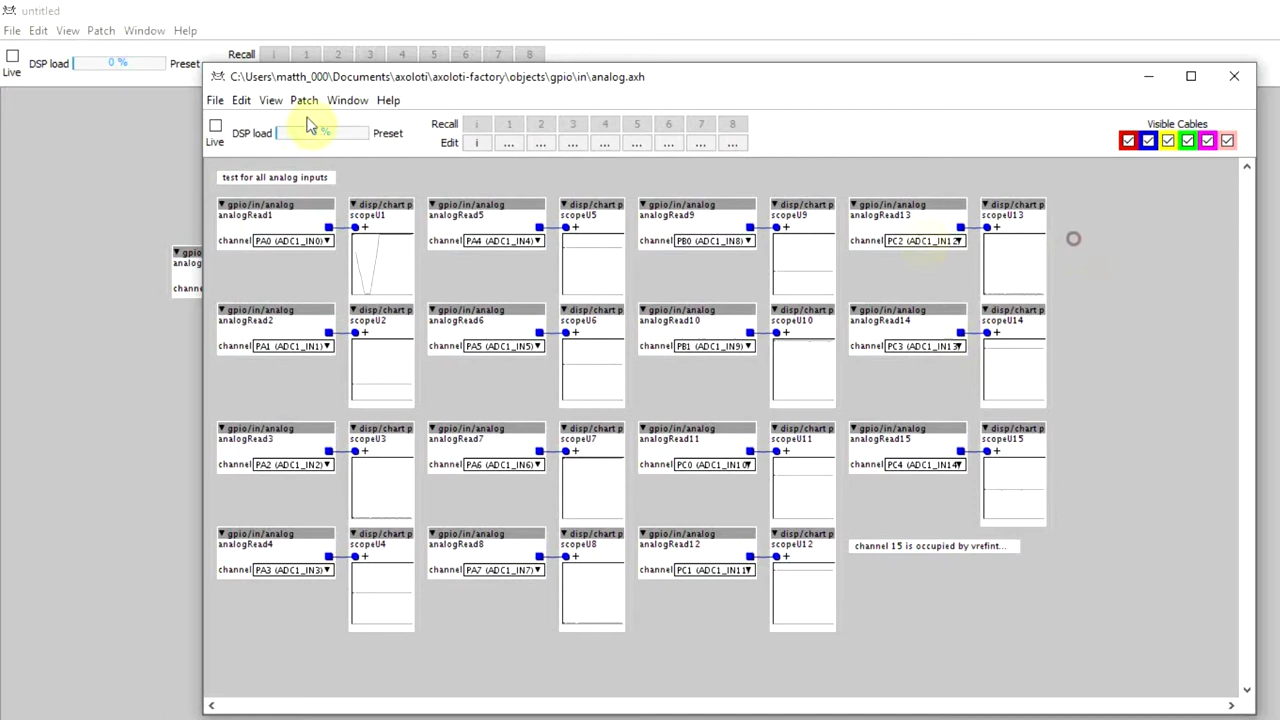 untitled
File Edit View Patch Window Help
Live DSP load 0 % Preset Recall i 1 2 3 4 5 6 7 8
C:\Users\matth_000\Documents\axoloti\axoloti-factory\objects\gpio\in\analog.axh
File Edit View Patch Window Help
Live DSP load % Preset
Recall i 1 2 3 4 5 6 7 8
Edit i ... ... ... ... ... ... ... ...
Visible Cables
test for all analog inputs
gpio/in/analog disp/chart p gpio/in/analog disp/chart p gpio/in/analog disp/chart p gpio/in/analog disp/chart p
analogRead1 scopeU1 analogRead5 scopeU5 analogRead9 scopeU9 analogRead13 scopeU13
channel PA0 (ADC1_IN0) channel PA4 (ADC1_IN4) channel PB0 (ADC1_IN8) channel PC2 (ADC1_IN12
gpio
analog
channe
gpio/in/analog disp/chart p gpio/in/analog disp/chart p gpio/in/analog disp/chart p gpio/in/analog disp/chart p
analogRead2 scopeU2 analogRead6 scopeU6 analogRead10 scopeU10 analogRead14 scopeU14
channel PA1 (ADC1_IN1) channel PA5 (ADC1_IN5) channel PB1 (ADC1_IN9) channel PC3 (ADC1_IN13
gpio/in/analog disp/chart p gpio/in/analog disp/chart p gpio/in/analog disp/chart p gpio/in/analog disp/chart p
analogRead3 scopeU3 analogRead7 scopeU7 analogRead11 scopeU11 analogRead15 scopeU15
channel PA2 (ADC1_IN2) channel PA6 (ADC1_IN6) channel PC0 (ADC1_IN10 channel PC4 (ADC1_IN14
gpio/in/analog disp/chart p gpio/in/analog disp/chart p gpio/in/analog disp/chart p
analogRead4 scopeU4 analogRead8 scopeU8 analogRead12 scopeU12
channel 15 is occupied by vrefint...
channel PA3 (ADC1_IN3) channel PA7 (ADC1_IN7) channel PC1 (ADC1_IN11